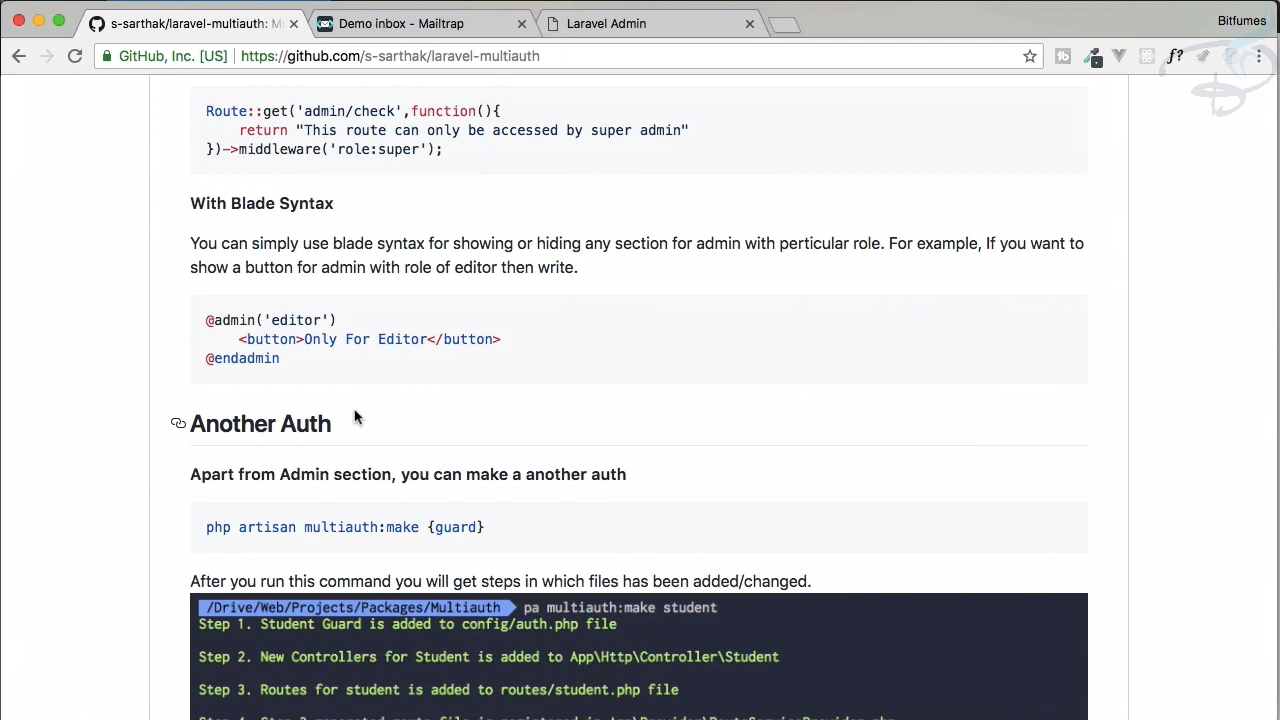 s-sarthak/laravel-multiauth: M
Demo inbox - Mailtrap
Laravel Admin
Bitfumes
GitHub, Inc. [US]
https://github.com/s-sarthak/laravel-multiauth
Route::get('admin/check',function(){
return "This route can only be accessed by super admin"
})->middleware('role:super');
With Blade Syntax
You can simply use blade syntax for showing or hiding any section for admin with perticular role. For example, If you want to
show a button for admin with role of editor then write.
@admin('editor')
<button>Only For Editor</button>
@endadmin
Another Auth
Apart from Admin section, you can make a another auth
php artisan multiauth:make {guard}
After you run this command you will get steps in which files has been added/changed.
/Drive/Web/Projects/Packages/Multiauth pa multiauth:make student
Step 1. Student Guard is added to config/auth.php file
Step 2. New Controllers for Student is added to App\Http\Controller\Student
Step 3. Routes for student is added to routes/student.php file